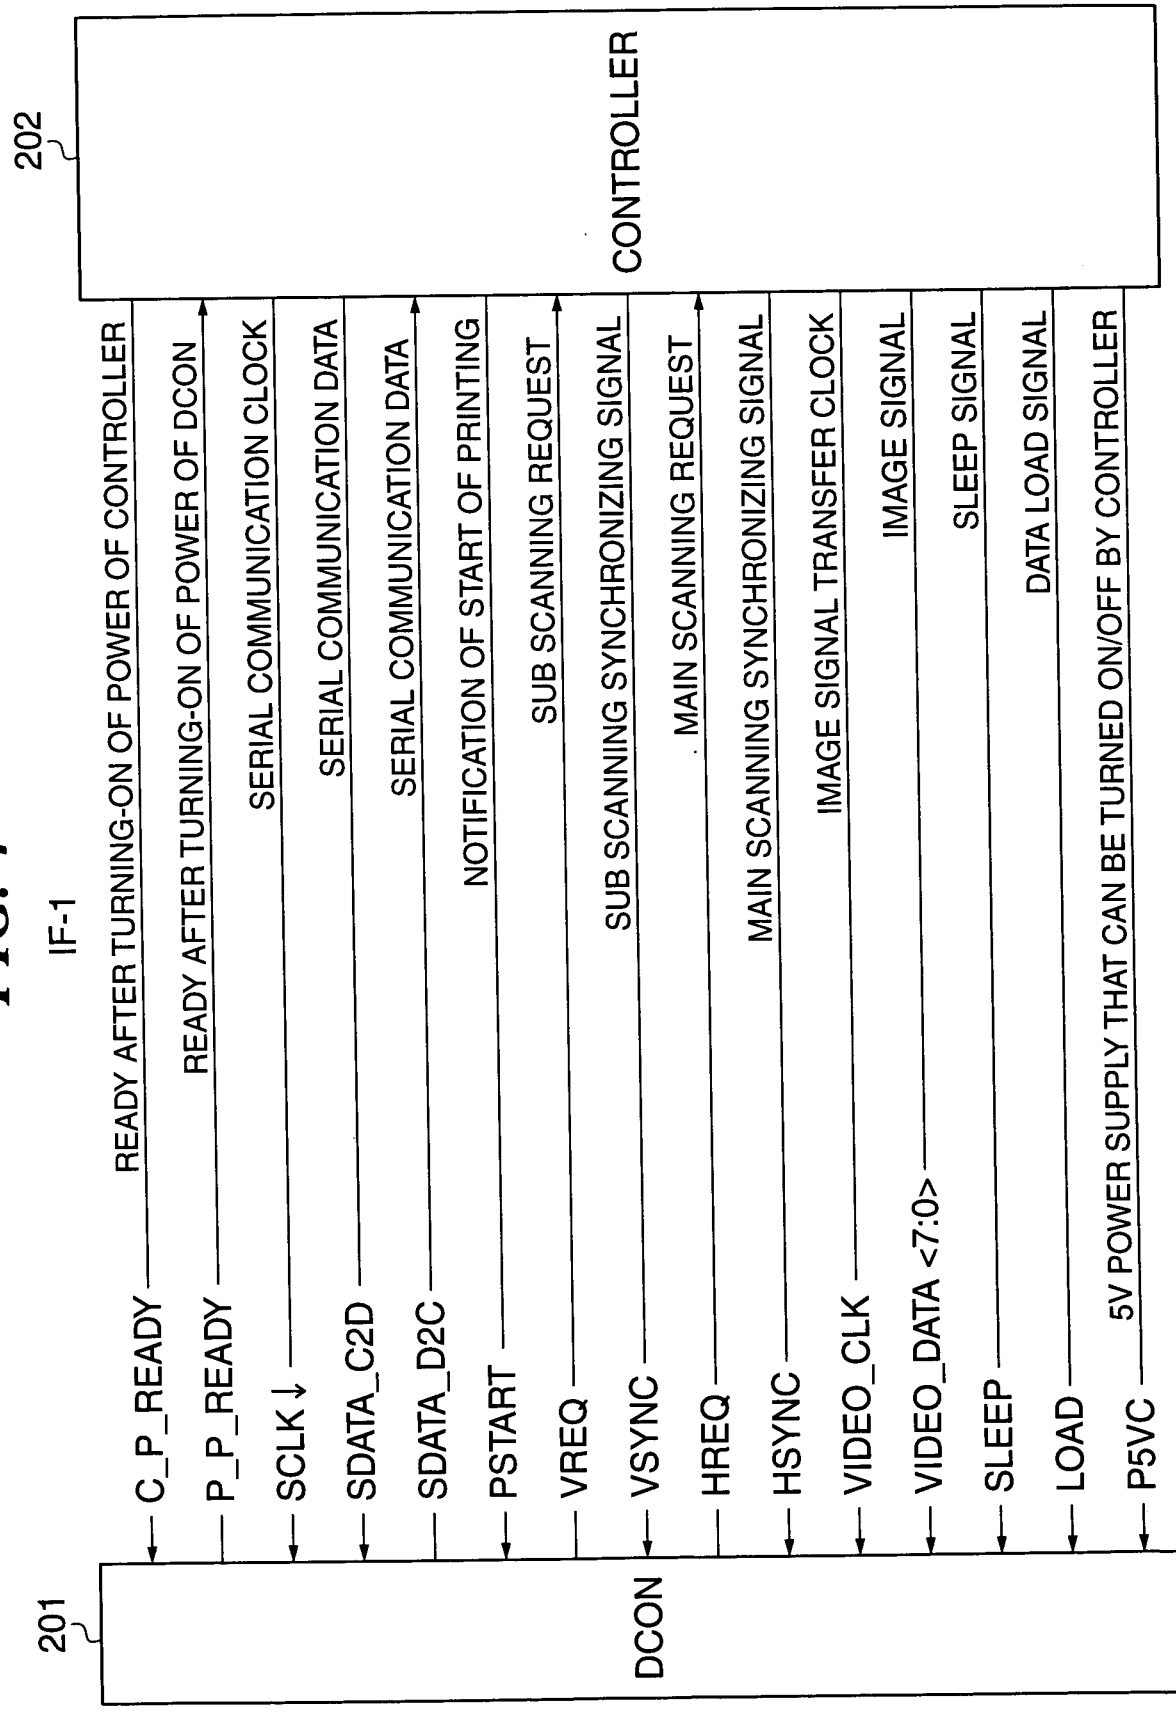 IF-1
201
202
DCON
CONTROLLER
C_P_READY READY AFTER TURNING-ON OF POWER OF CONTROLLER
P_P_READY READY AFTER TURNING-ON OF POWER OF DCON
SCLK ↓ SERIAL COMMUNICATION CLOCK
SDATA_C2D SERIAL COMMUNICATION DATA
SDATA_D2C SERIAL COMMUNICATION DATA
PSTART NOTIFICATION OF START OF PRINTING
VREQ SUB SCANNING REQUEST
VSYNC SUB SCANNING SYNCHRONIZING SIGNAL
HREQ MAIN SCANNING REQUEST
HSYNC MAIN SCANNING SYNCHRONIZING SIGNAL
VIDEO_CLK IMAGE SIGNAL TRANSFER CLOCK
VIDEO_DATA <7:0> IMAGE SIGNAL
SLEEP SLEEP SIGNAL
LOAD DATA LOAD SIGNAL
P5VC 5V POWER SUPPLY THAT CAN BE TURNED ON/OFF BY CONTROLLER